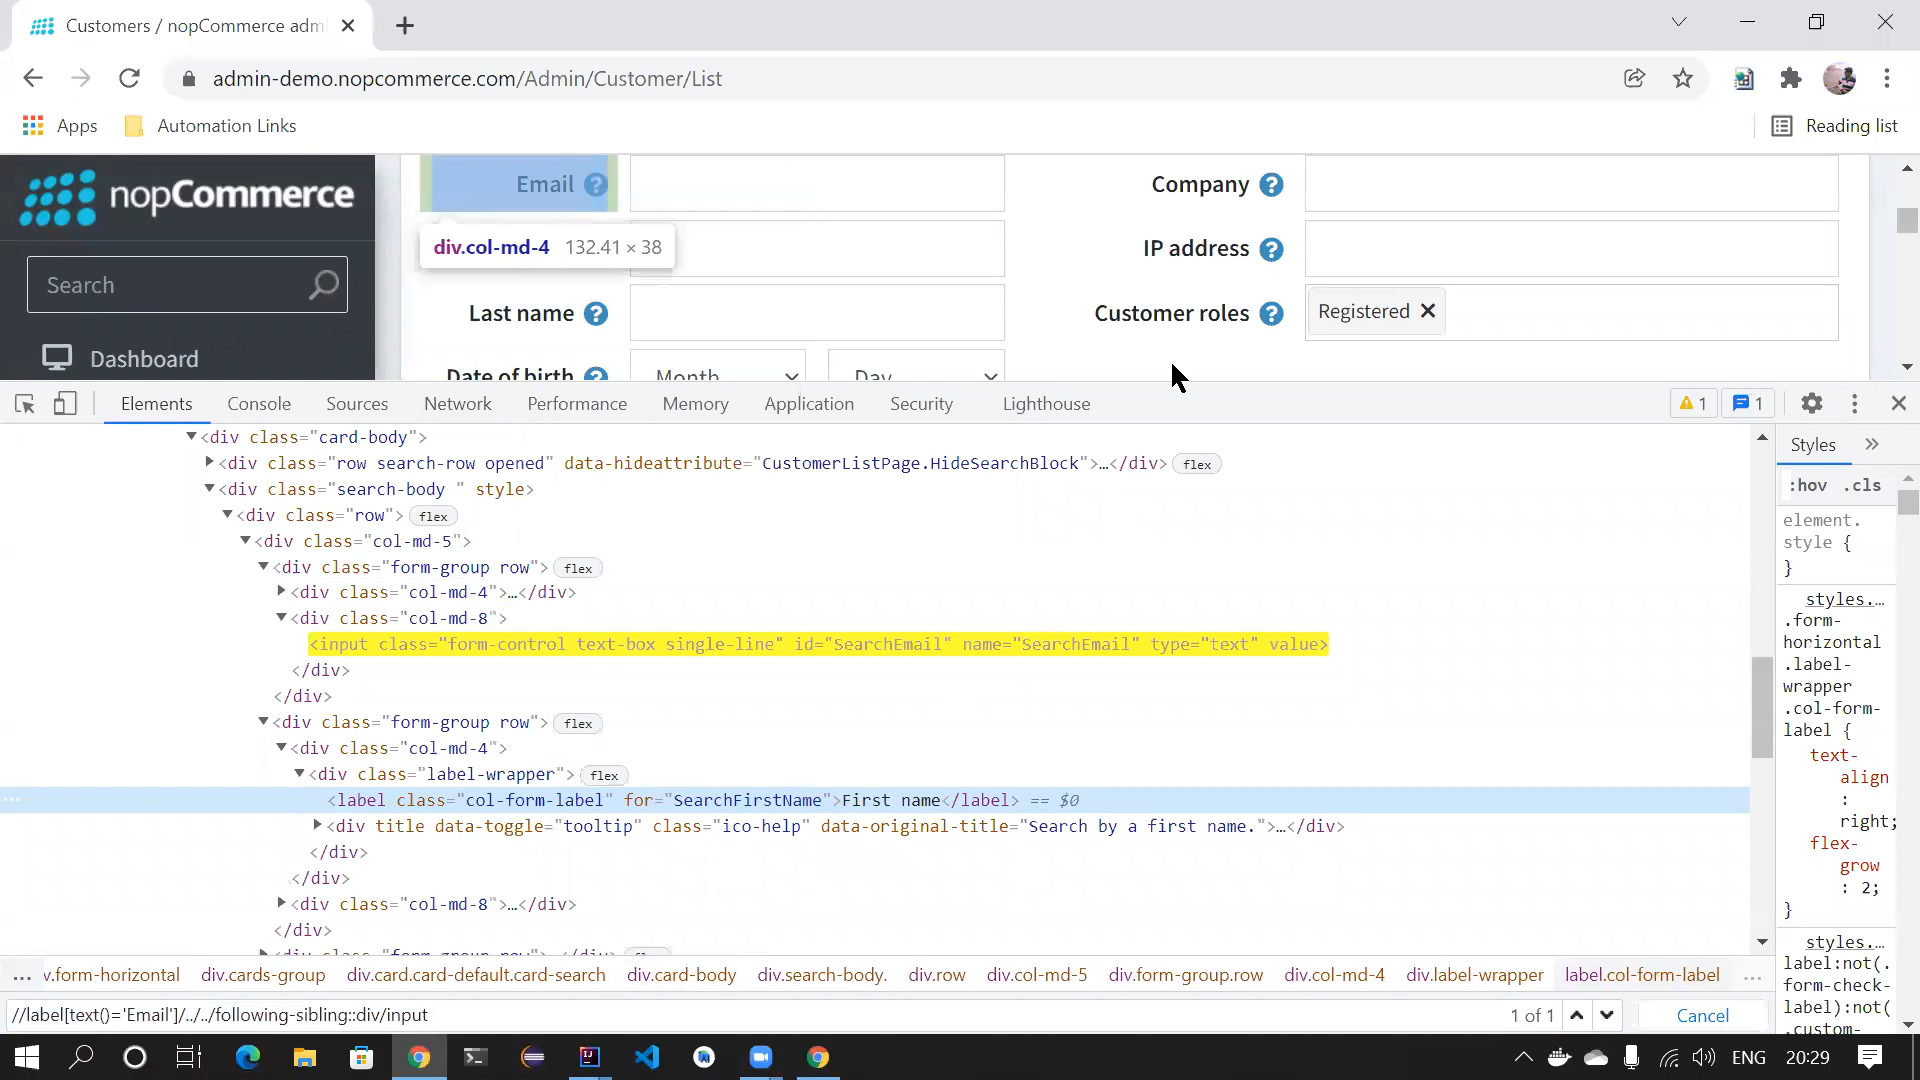 Customers / nopCommerce adm
admin-demo.nopcommerce.com/Admin/Customer/List
Apps
Automation Links
Reading list
nopCommerce
Search
Dashboard
Email
Company
div.col-md-4 132.41 × 38
IP address
Last name
Customer roles
Registered
Date of birth
Month
Day
Elements Console Sources Network Performance Memory Application Security Lighthouse
1
1
<div class="card-body">
<div class="row search-row opened" data-hideattribute="CustomerListPage.HideSearchBlock">…</div> flex
<div class="search-body " style>
<div class="row"> flex
<div class="col-md-5">
<div class="form-group row"> flex
<div class="col-md-4">…</div>
<div class="col-md-8">
<input class="form-control text-box single-line" id="SearchEmail" name="SearchEmail" type="text" value>
</div>
</div>
<div class="form-group row"> flex
<div class="col-md-4">
<div class="label-wrapper"> flex
<label class="col-form-label" for="SearchFirstName">First name</label> == $0
<div title data-toggle="tooltip" class="ico-help" data-original-title="Search by a first name.">…</div>
</div>
</div>
<div class="col-md-8">…</div>
</div>
<div class="form-group row">…</div>
Styles
:hov .cls
element.
style {
}
styles.…
.form-
horizontal
.label-
wrapper
.col-form-
label {
text-
align
:
right;
flex-
grow
: 2;
}
styles.…
label:not(.
form-check-
label):not(
.custom-
... v.form-horizontal div.cards-group div.card.card-default.card-search div.card-body div.search-body. div.row div.col-md-5 div.form-group.row div.col-md-4 div.label-wrapper label.col-form-label ...
//label[text()='Email']/../../following-sibling::div/input
1 of 1
Cancel
ENG
20:29